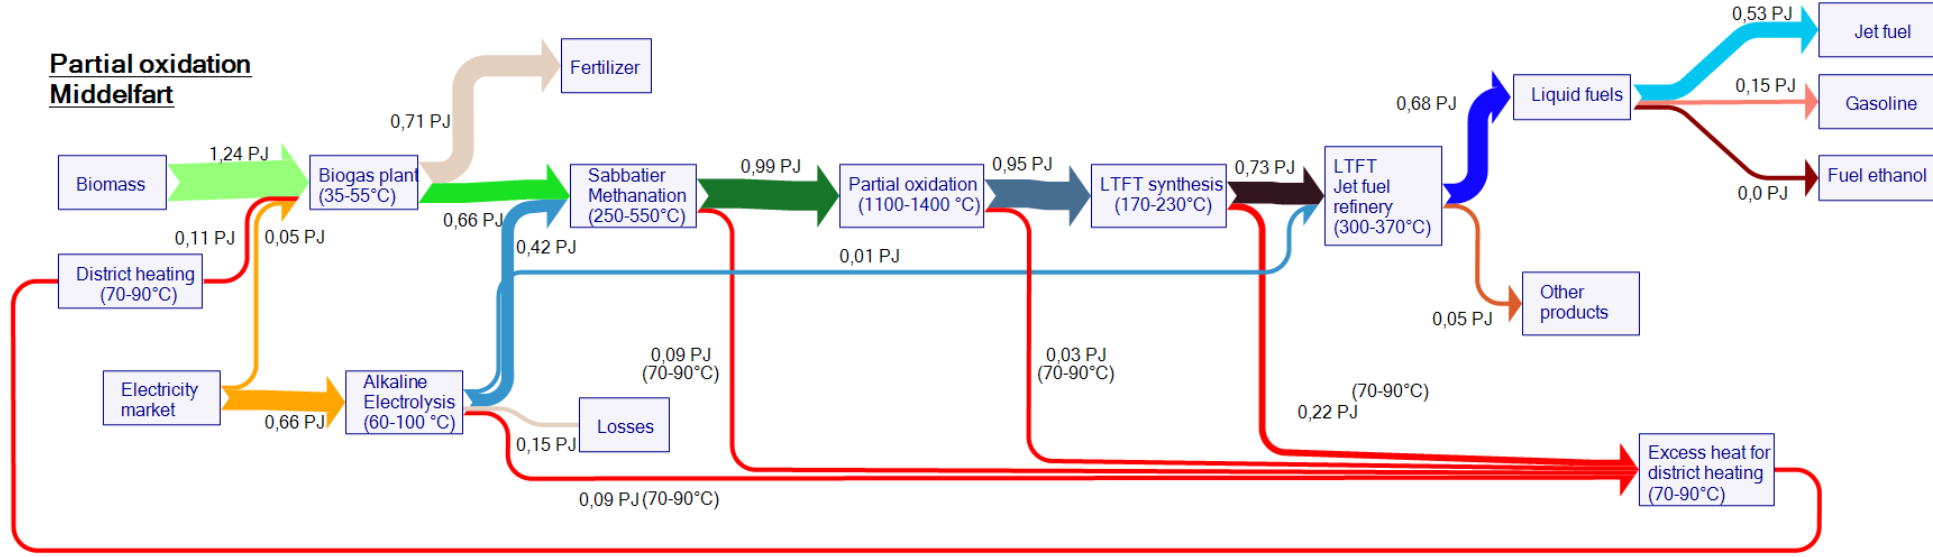 Partial oxidation
Middelfart
0,53 PJ
Jet fuel
Fertilizer
0,71 PJ
0,68 PJ
Liquid fuels
0,15 PJ
Gasoline
1,24 PJ
Biomass
Biogas plant
(35-55°C)
0,66 PJ
Sabbatier
Methanation
(250-550°C)
0,99 PJ
Partial oxidation
(1100-1400 °C)
0,95 PJ
LTFT synthesis
(170-230°C)
0,73 PJ
LTFT
Jet fuel
refinery
(300-370°C)
Fuel ethanol
0,0 PJ
0,11 PJ
0,05 PJ
0,42 PJ
0,01 PJ
District heating
(70-90°C)
Other
products
0,05 PJ
Electricity
market
0,66 PJ
Alkaline
Electrolysis
(60-100 °C)
Losses
0,15 PJ
0,09 PJ
(70-90°C)
0,03 PJ
(70-90°C)
(70-90°C)
0,22 PJ
Excess heat for
district heating
(70-90°C)
0,09 PJ (70-90°C)